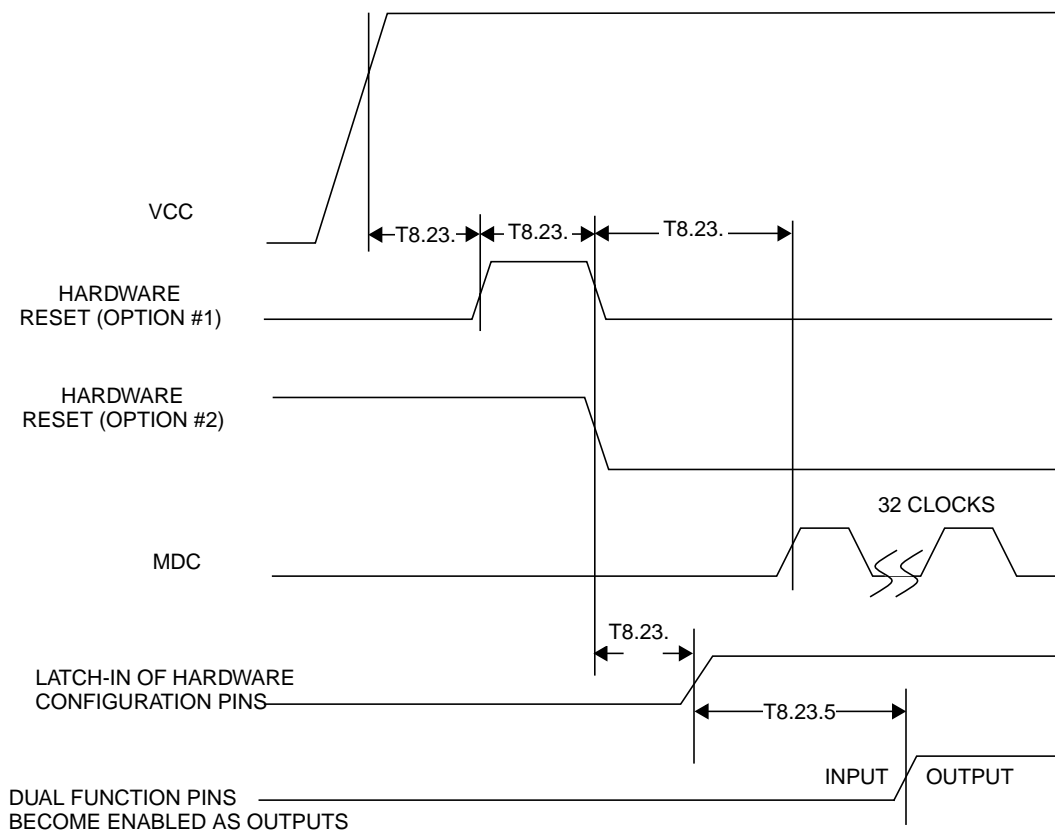 VCC
T8.23.
T8.23.
T8.23.
HARDWARE
RESET (OPTION #1)
HARDWARE
RESET (OPTION #2)
32 CLOCKS
MDC
T8.23.
LATCH-IN OF HARDWARE
CONFIGURATION PINS
T8.23.5
INPUT
OUTPUT
DUAL FUNCTION PINS
BECOME ENABLED AS OUTPUTS